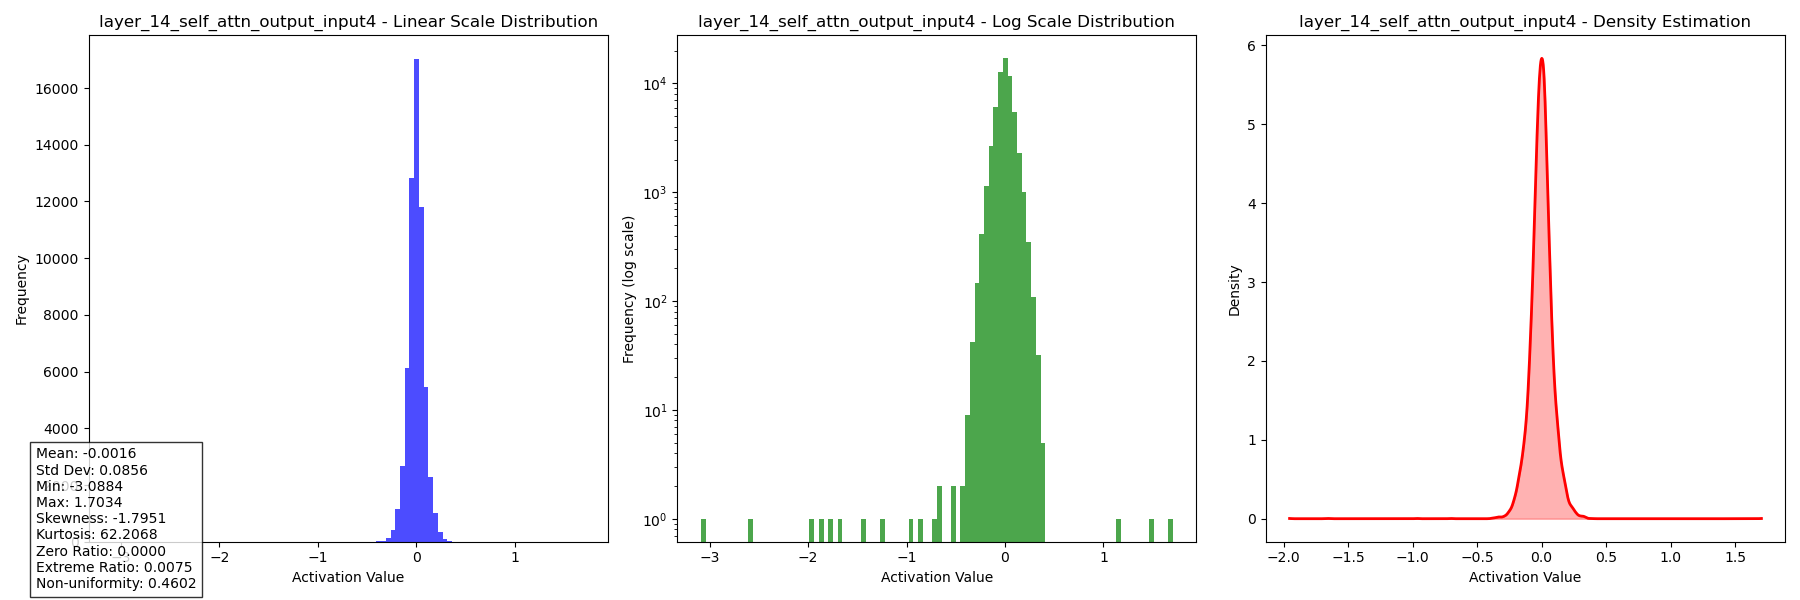 layer_14_self_attn_output_input4 - Linear Scale Distribution
16000
14000
12000
10000
8000
6000
4000
Frequency
−2
−1
0
1
Activation Value
Mean: -0.0016
Std Dev: 0.0856
Min: -3.0884
Max: 1.7034
Skewness: -1.7951
Kurtosis: 62.2068
Zero Ratio: 0.0000
Extreme Ratio: 0.0075
Non-uniformity: 0.4602
layer_14_self_attn_output_input4 - Log Scale Distribution
10⁴
10³
10²
10¹
10⁰
Frequency (log scale)
−3
−2
−1
0
1
Activation Value
layer_14_self_attn_output_input4 - Density Estimation
6
5
4
3
2
1
0
Density
−2.0
−1.5
−1.0
−0.5
0.0
0.5
1.0
1.5
Activation Value